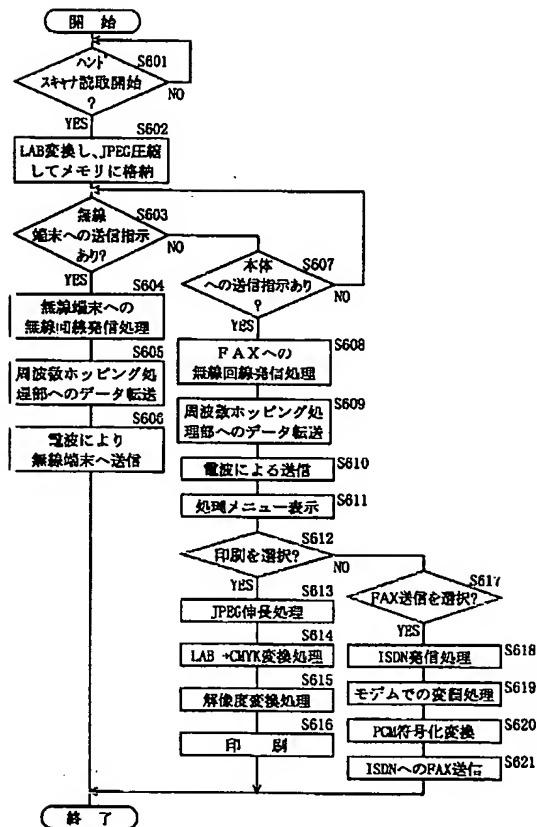 開 始
S601
ハンド
スキャナ読取開始
?
NO
YES
S602
LAB変換し、JPEG圧縮
してメモリに格納
S603
無線
端末への送信指示
あり?
NO
YES
S604
無線端末への
無線回線発信処理
S605
周波数ホッピング処
理部へのデータ転送
S606
電波により
無線端末へ送信
S607
本体
への送信指示あり
?
NO
YES
S608
FAXへの
無線回線発信処理
S609
周波数ホッピング処
理部へのデータ転送
S610
電波による送信
S611
処理メニュー表示
S612
印刷を選択?
NO
YES
S613
JPEG伸長処理
S614
LAB→CMYK変換処理
S615
解像度変換処理
S616
印 刷
S617
FAX送信を選択?
YES
S618
ISDN発信処理
S619
モデムでの変調処理
S620
PCM符号化変換
S621
ISDNへのFAX送信
終 了